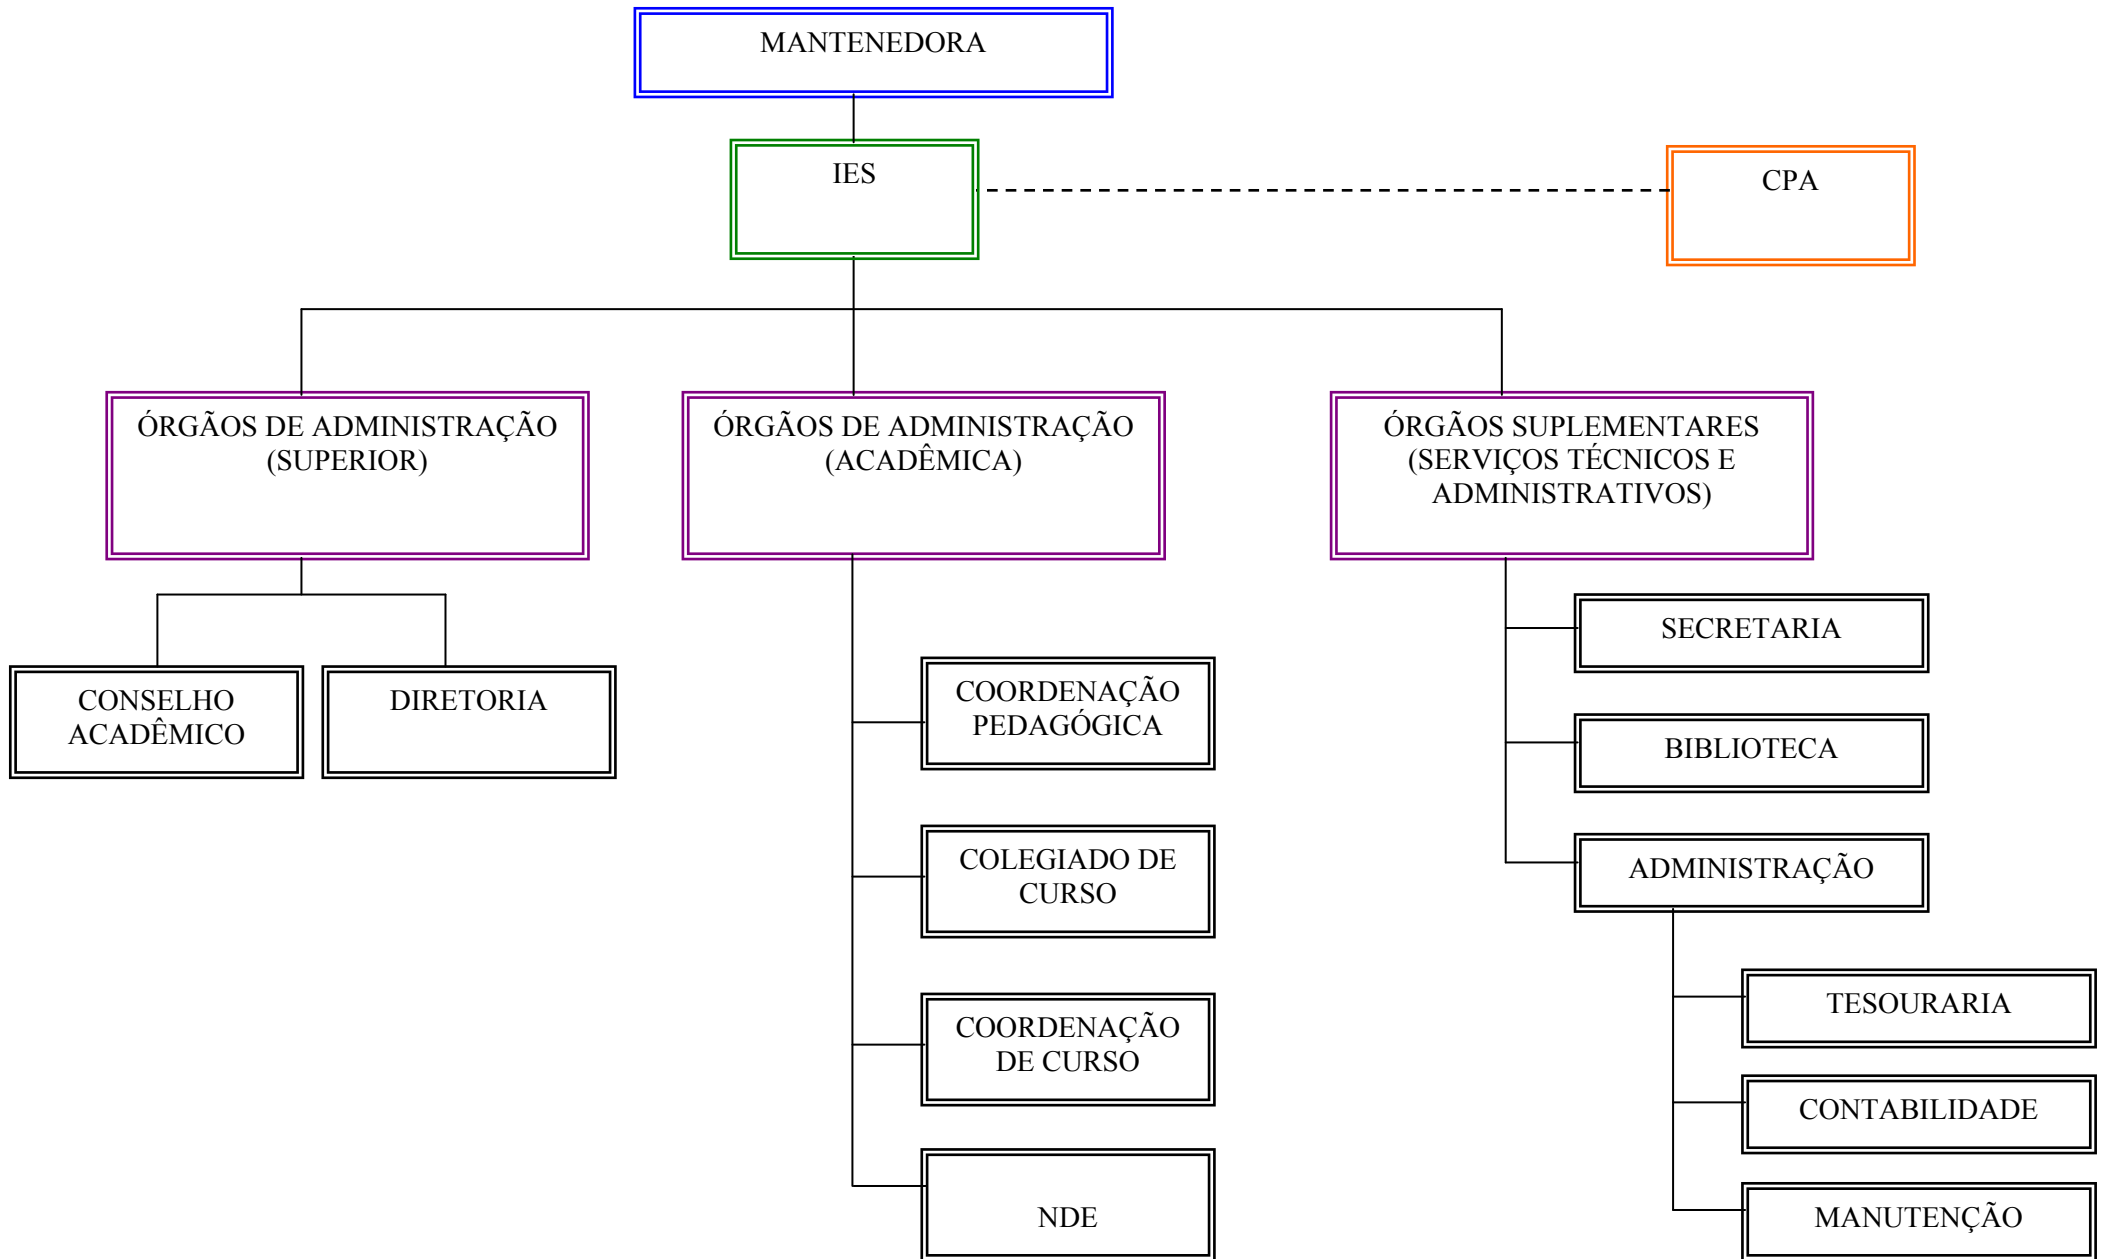 MANTENEDORA
IES
CPA
ÓRGÃOS DE ADMINISTRAÇÃO
(SUPERIOR)
ÓRGÃOS DE ADMINISTRAÇÃO
(ACADÊMICA)
ÓRGÃOS SUPLEMENTARES
(SERVIÇOS TÉCNICOS E
ADMINISTRATIVOS)
CONSELHO
ACADÊMICO
DIRETORIA
COORDENAÇÃO
PEDAGÓGICA
COLEGIADO DE
CURSO
COORDENAÇÃO
DE CURSO
NDE
SECRETARIA
BIBLIOTECA
ADMINISTRAÇÃO
TESOURARIA
CONTABILIDADE
MANUTENÇÃO